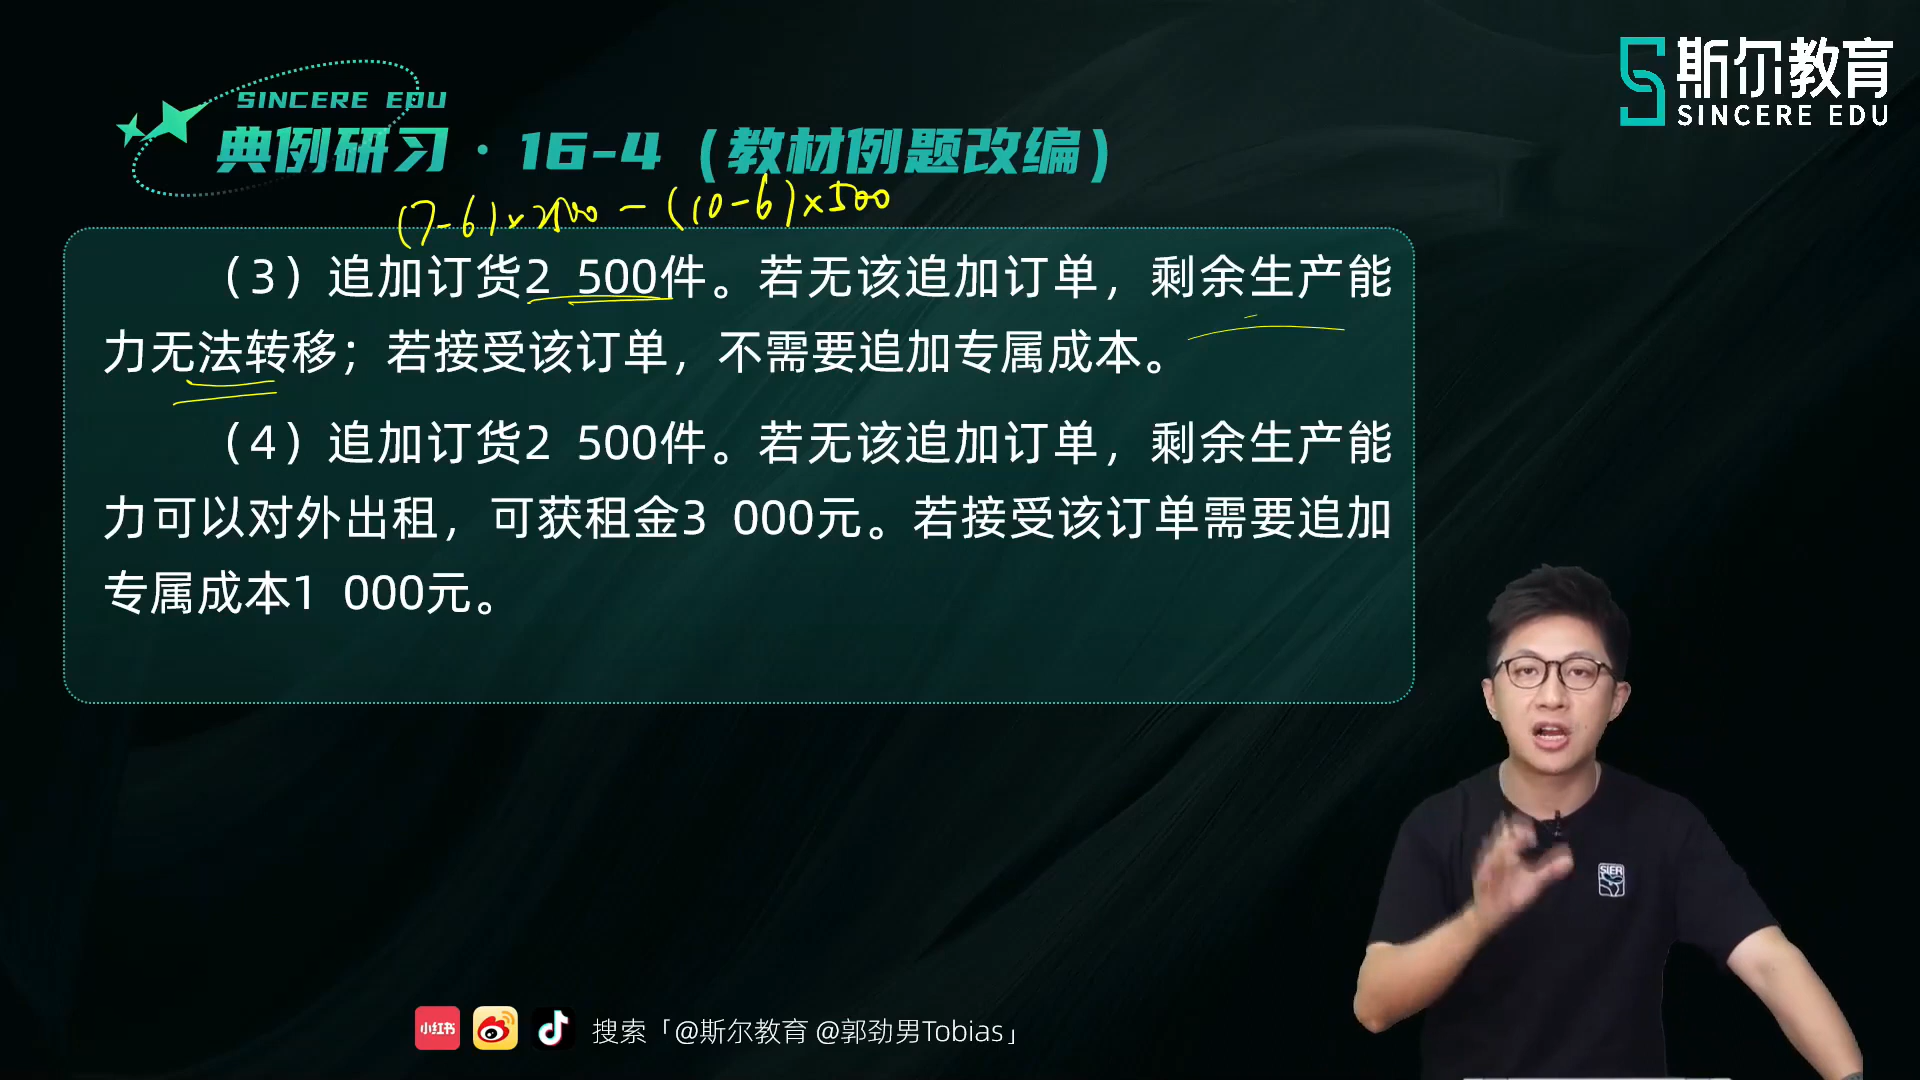 斯尔教育
SINCERE EDU
SINCERE EDU
典例研习·16-4（教材例题改编）
(7-6)×2500-(10-6)×500
（3）追加订货2 500件。若无该追加订单，剩余生产能
力无法转移；若接受该订单，不需要追加专属成本。
（4）追加订货2 500件。若无该追加订单，剩余生产能
力可以对外出租，可获租金3 000元。若接受该订单需要追加
专属成本1 000元。
SIER
小红书
搜索「@斯尔教育 @郭劲男Tobias」